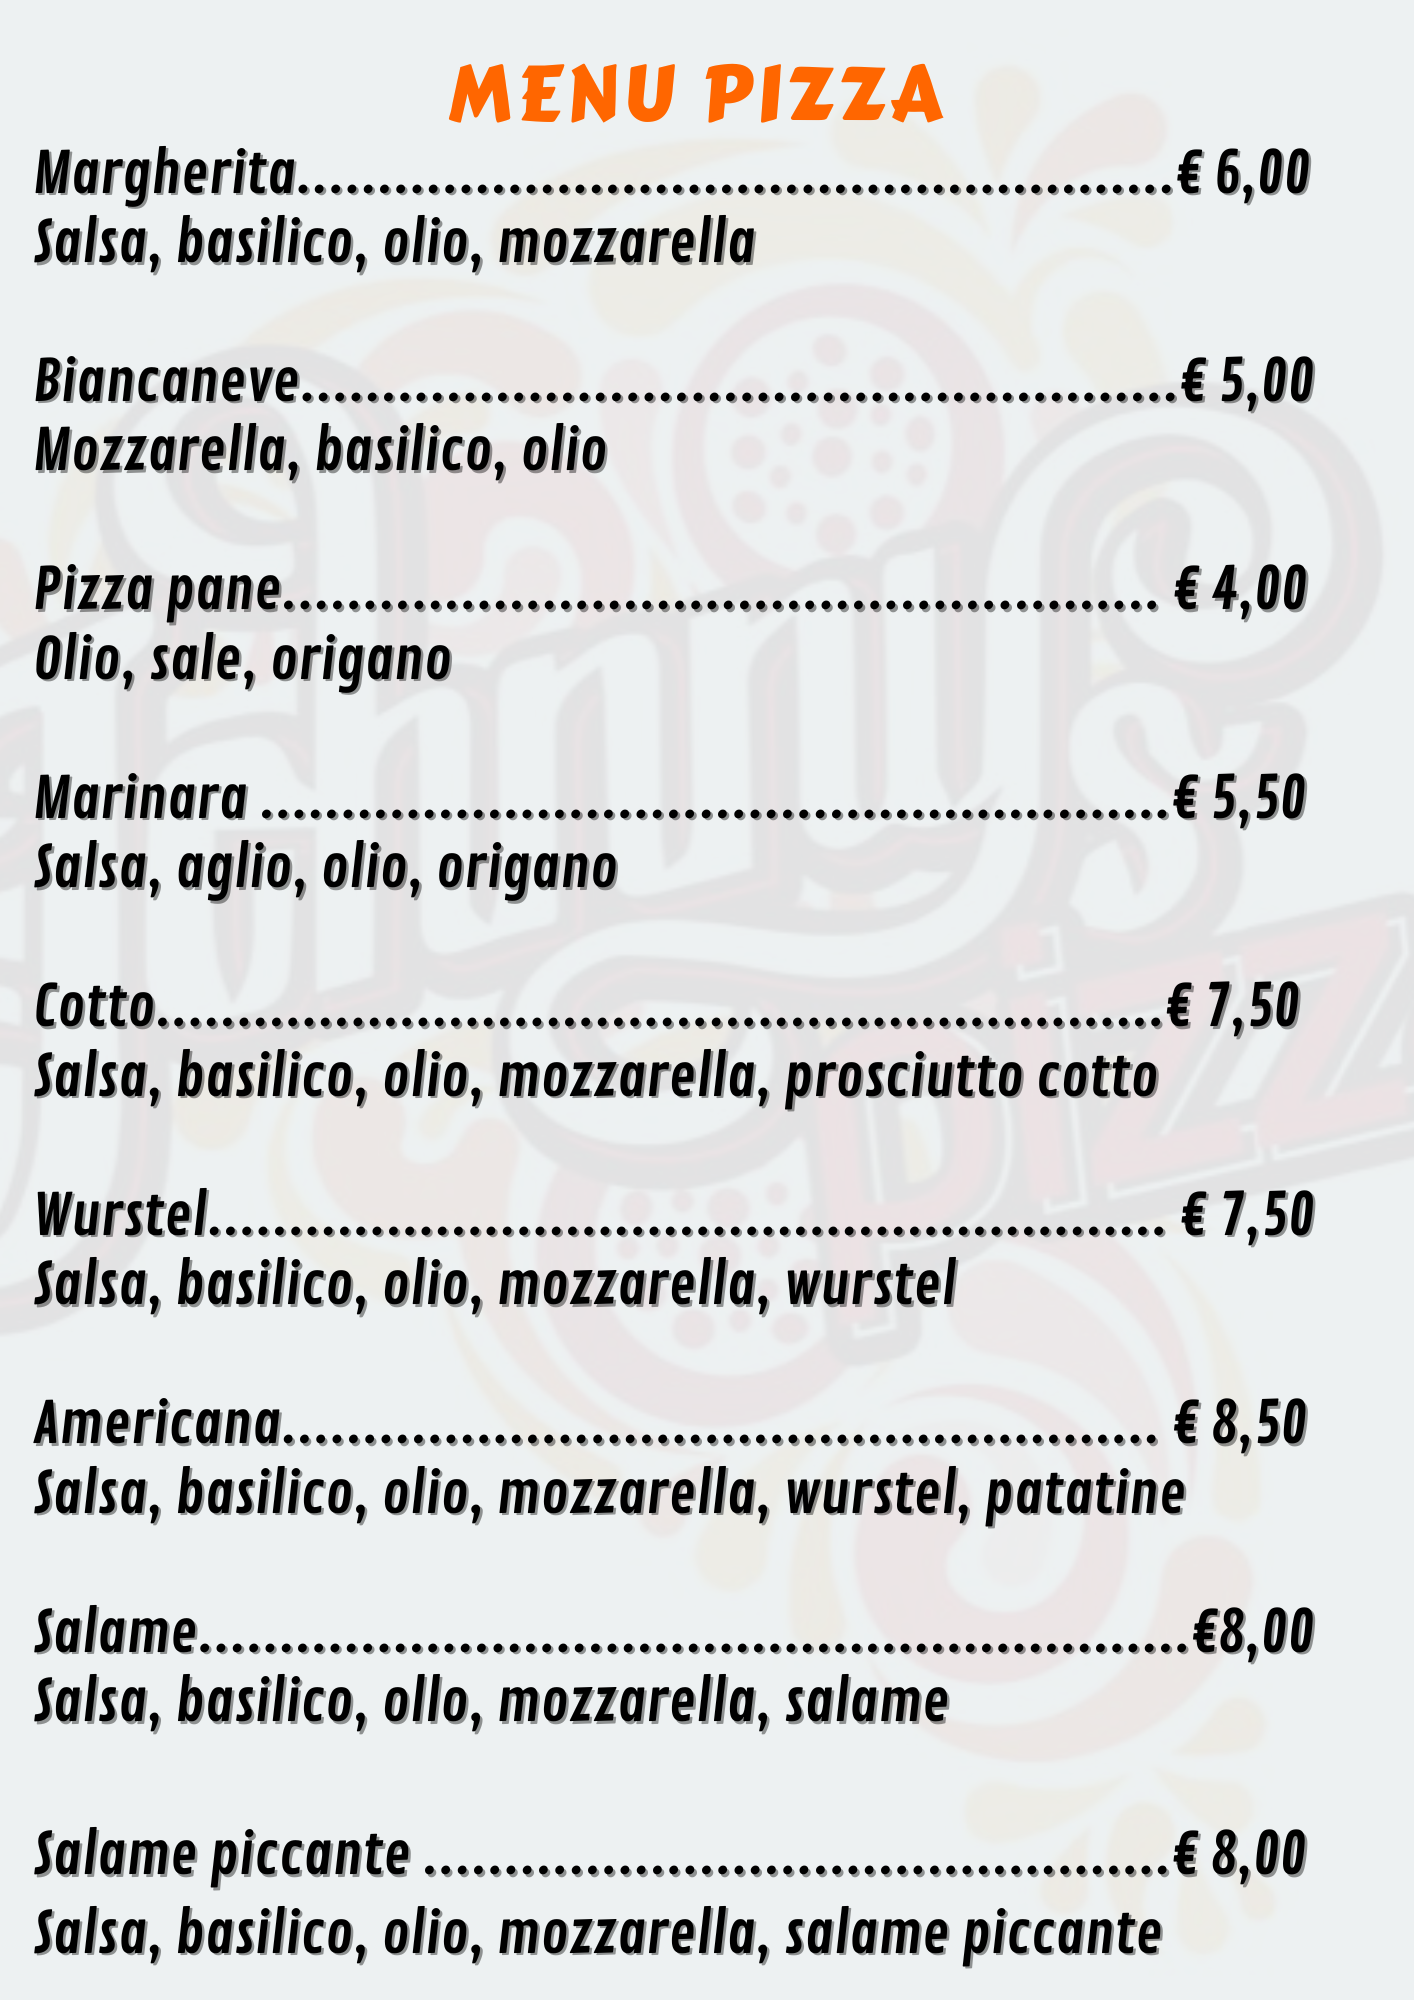 MENU PIZZA
Margherita......................................................€ 6,00
Salsa, basilico, olio, mozzarella
Biancaneve......................................................€ 5,00
Mozzarella, basilico, olio
Pizza pane...................................................... € 4,00
Olio, sale, origano
Marinara ........................................................€ 5,50
Salsa, aglio, olio, origano
Cotto..............................................................€ 7,50
Salsa, basilico, olio, mozzarella, prosciutto cotto
Wurstel........................................................... € 7,50
Salsa, basilico, olio, mozzarella, wurstel
Americana...................................................... € 8,50
Salsa, basilico, olio, mozzarella, wurstel, patatine
Salame.............................................................€8,00
Salsa, basilico, ollo, mozzarella, salame
Salame piccante ..............................................€ 8,00
Salsa, basilico, olio, mozzarella, salame piccante
Johnny's
pizz